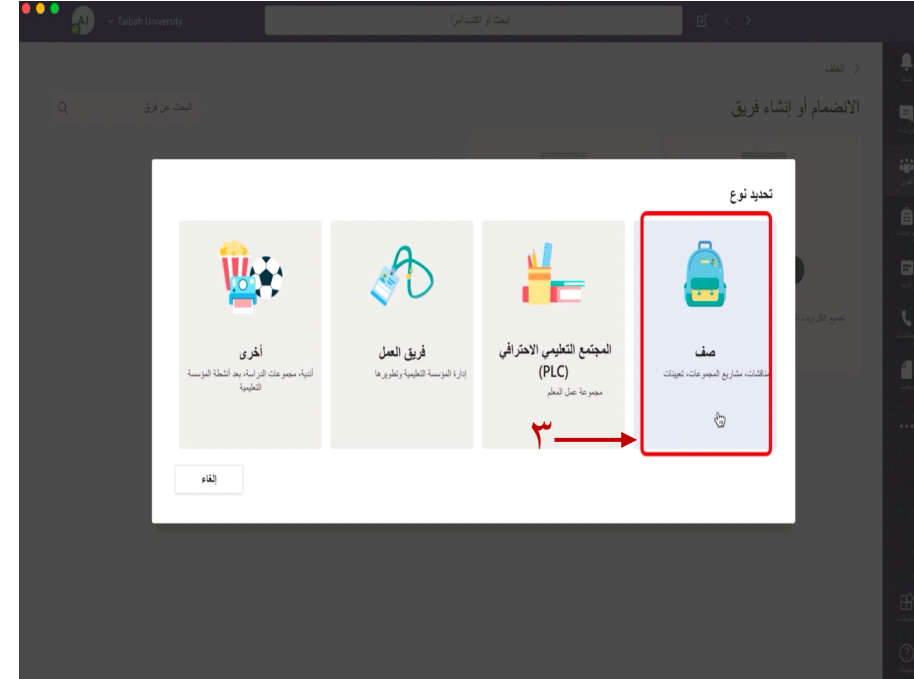 AJ
Taibah University
ابحث أو اكتب أمرًا
الخلف
الانضمام أو إنشاء فريق
البحث عن فرق
تحديد نوع
صف
مناقشات، مشاريع المجموعات، تعيينات
المجتمع التعليمي الاحترافي
(PLC)
مجموعة عمل المعلم
فريق العمل
إدارة المؤسسة التعليمية وتطويرها
أخرى
أندية، مجموعات الدراسة، بعد أنشطة المؤسسة
التعليمية
٣
إلغاء